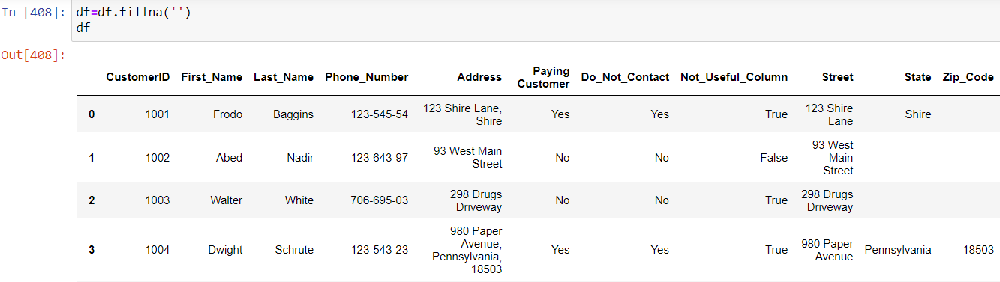 In [408]: df=df.fillna('')
df
Out[408]:
CustomerID First_Name Last_Name Phone_Number Address Paying Customer Do_Not_Contact Not_Useful_Column Street State Zip_Code
0 1001 Frodo Baggins 123-545-54 123 Shire Lane, Shire Yes Yes True 123 Shire Lane Shire
1 1002 Abed Nadir 123-643-97 93 West Main Street No No False 93 West Main Street
2 1003 Walter White 706-695-03 298 Drugs Driveway No No True 298 Drugs Driveway
3 1004 Dwight Schrute 123-543-23 980 Paper Avenue, Pennsylvania, 18503 Yes Yes True 980 Paper Avenue Pennsylvania 18503